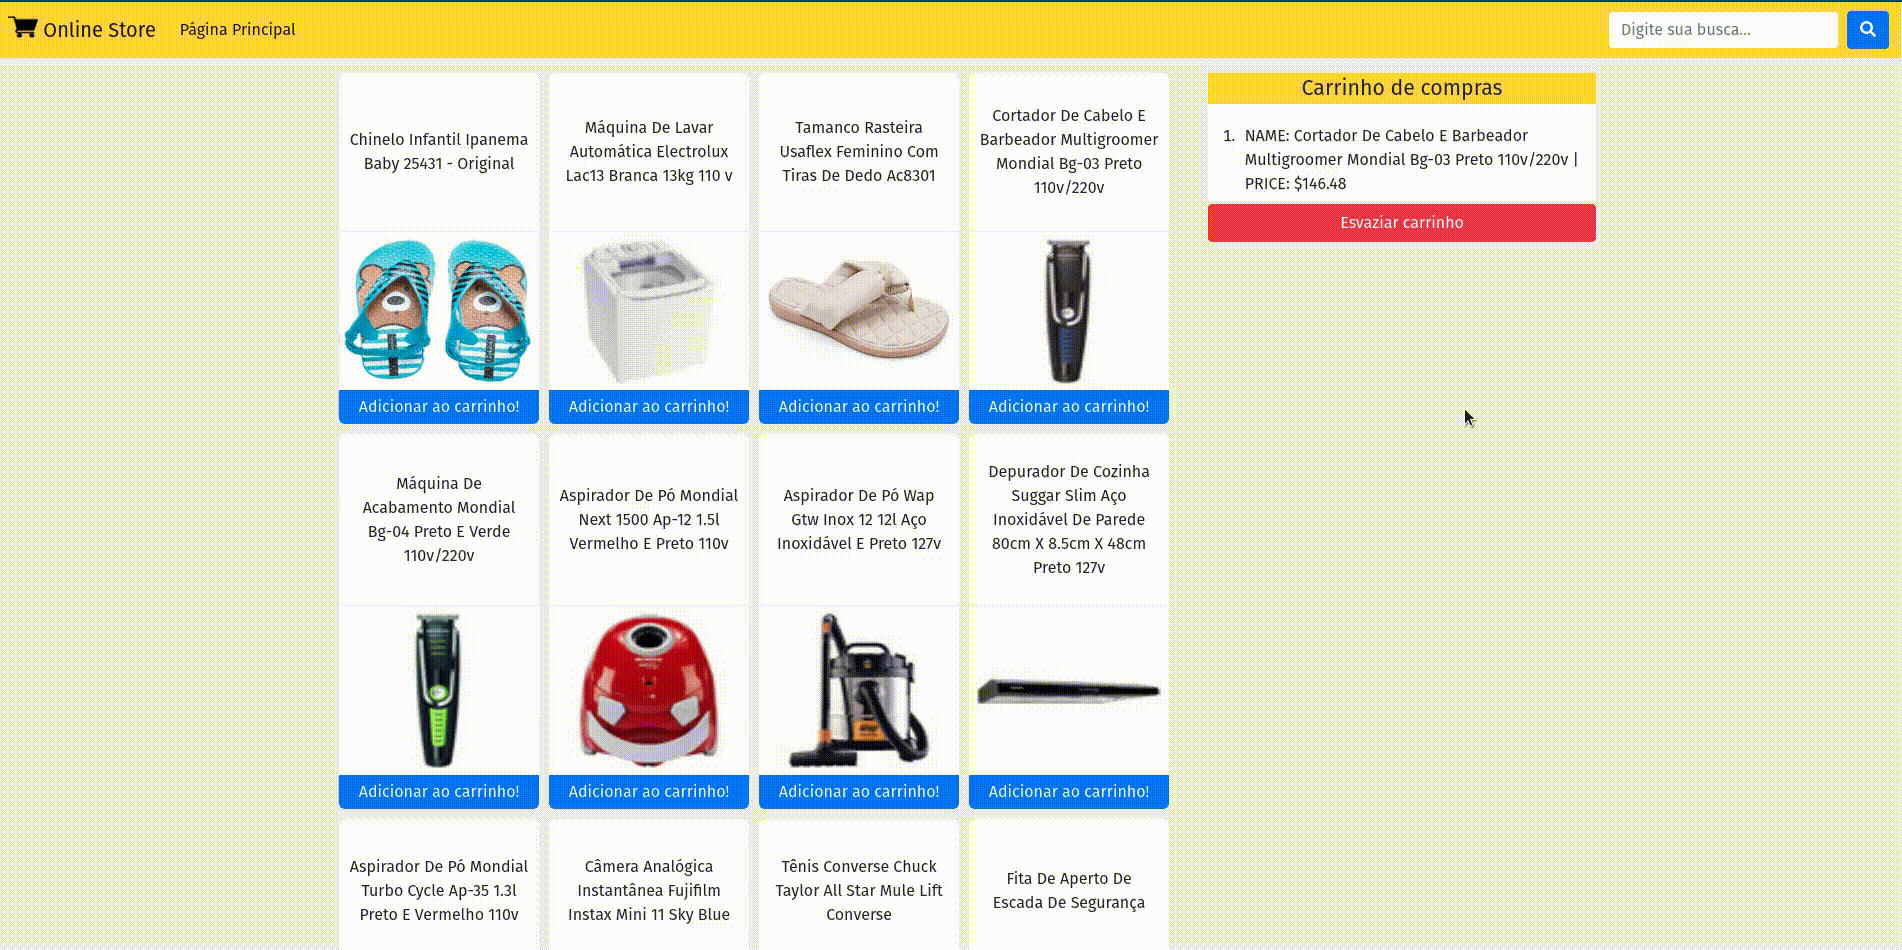 Online Store
Página Principal
Digite sua busca...
Chinelo Infantil Ipanema
Baby 25431 - Original
Adicionar ao carrinho!
Máquina De Lavar
Automática Electrolux
Lac13 Branca 13kg 110 v
Adicionar ao carrinho!
Tamanco Rasteira
Usaflex Feminino Com
Tiras De Dedo Ac8301
Adicionar ao carrinho!
Cortador De Cabelo E
Barbeador Multigroomer
Mondial Bg-03 Preto
110v/220v
Adicionar ao carrinho!
Carrinho de compras
1. NAME: Cortador De Cabelo E Barbeador
Multigroomer Mondial Bg-03 Preto 110v/220v |
PRICE: $146.48
Esvaziar carrinho
Máquina De
Acabamento Mondial
Bg-04 Preto E Verde
110v/220v
Adicionar ao carrinho!
Aspirador De Pó Mondial
Next 1500 Ap-12 1.5l
Vermelho E Preto 110v
Adicionar ao carrinho!
Aspirador De Pó Wap
Gtw Inox 12 12l Aço
Inoxidável E Preto 127v
Adicionar ao carrinho!
Depurador De Cozinha
Suggar Slim Aço
Inoxidável De Parede
80cm X 8.5cm X 48cm
Preto 127v
Adicionar ao carrinho!
Aspirador De Pó Mondial
Turbo Cycle Ap-35 1.3l
Preto E Vermelho 110v
Câmera Analógica
Instantânea Fujifilm
Instax Mini 11 Sky Blue
Tênis Converse Chuck
Taylor All Star Mule Lift
Converse
Fita De Aperto De
Escada De Segurança